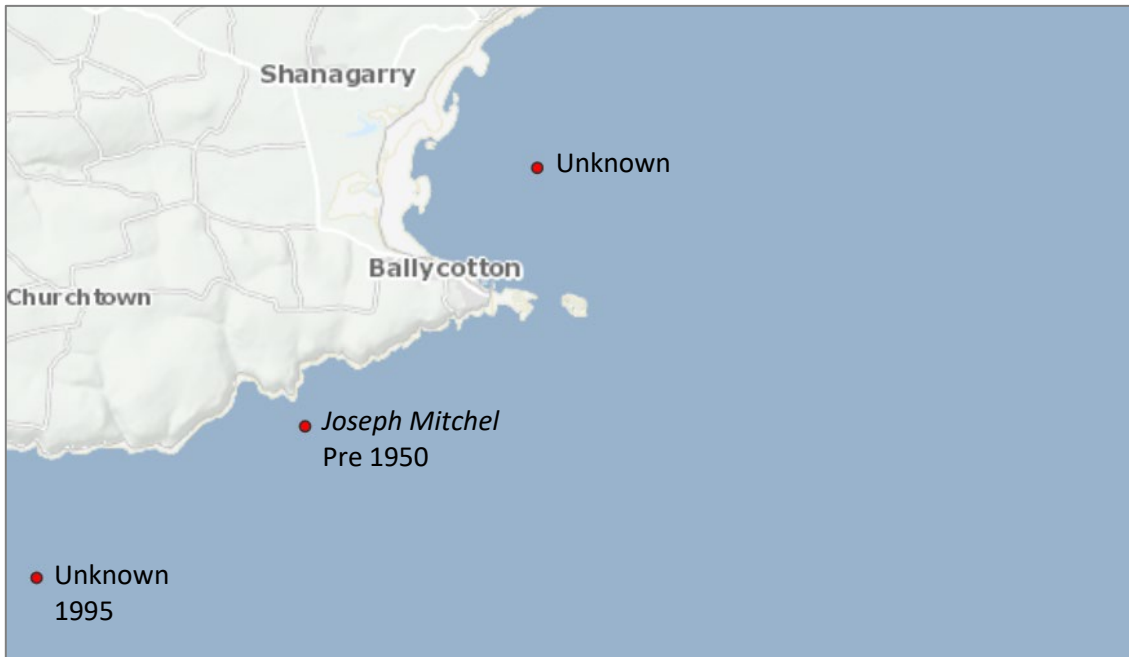 Shanagarry
Unknown
Ballycotton
Churchtown
Joseph Mitchel
Pre 1950
Unknown
1995